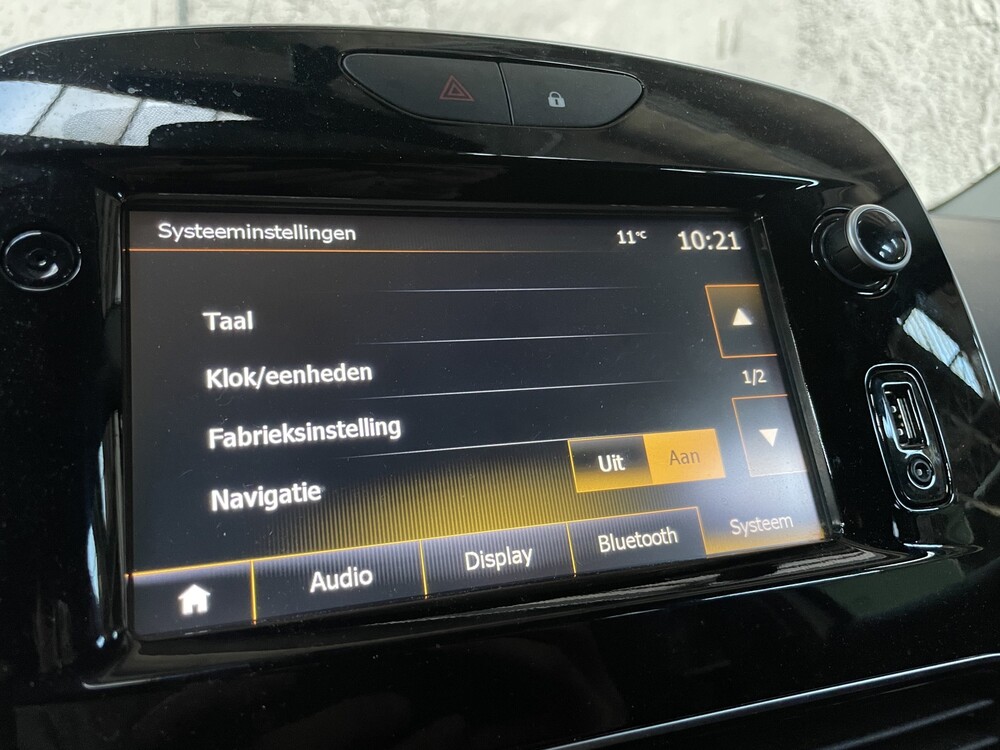 Systeeminstellingen 11°C 10:21
Taal
Klok/eenheden
1/2
Fabrieksinstelling
Navigatie Uit Aan
Audio Display Bluetooth Systeem